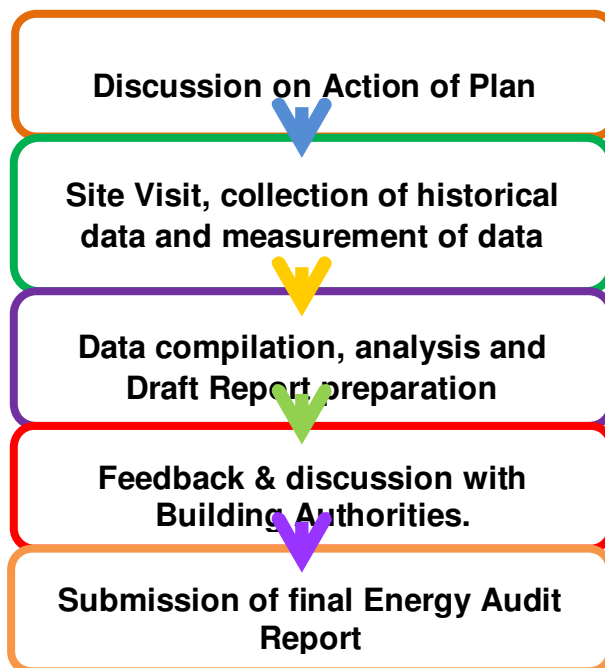 Discussion on Action of Plan
Site Visit, collection of historical
data and measurement of data
Data compilation, analysis and
Draft Report preparation
Feedback & discussion with
Building Authorities.
Submission of final Energy Audit
Report